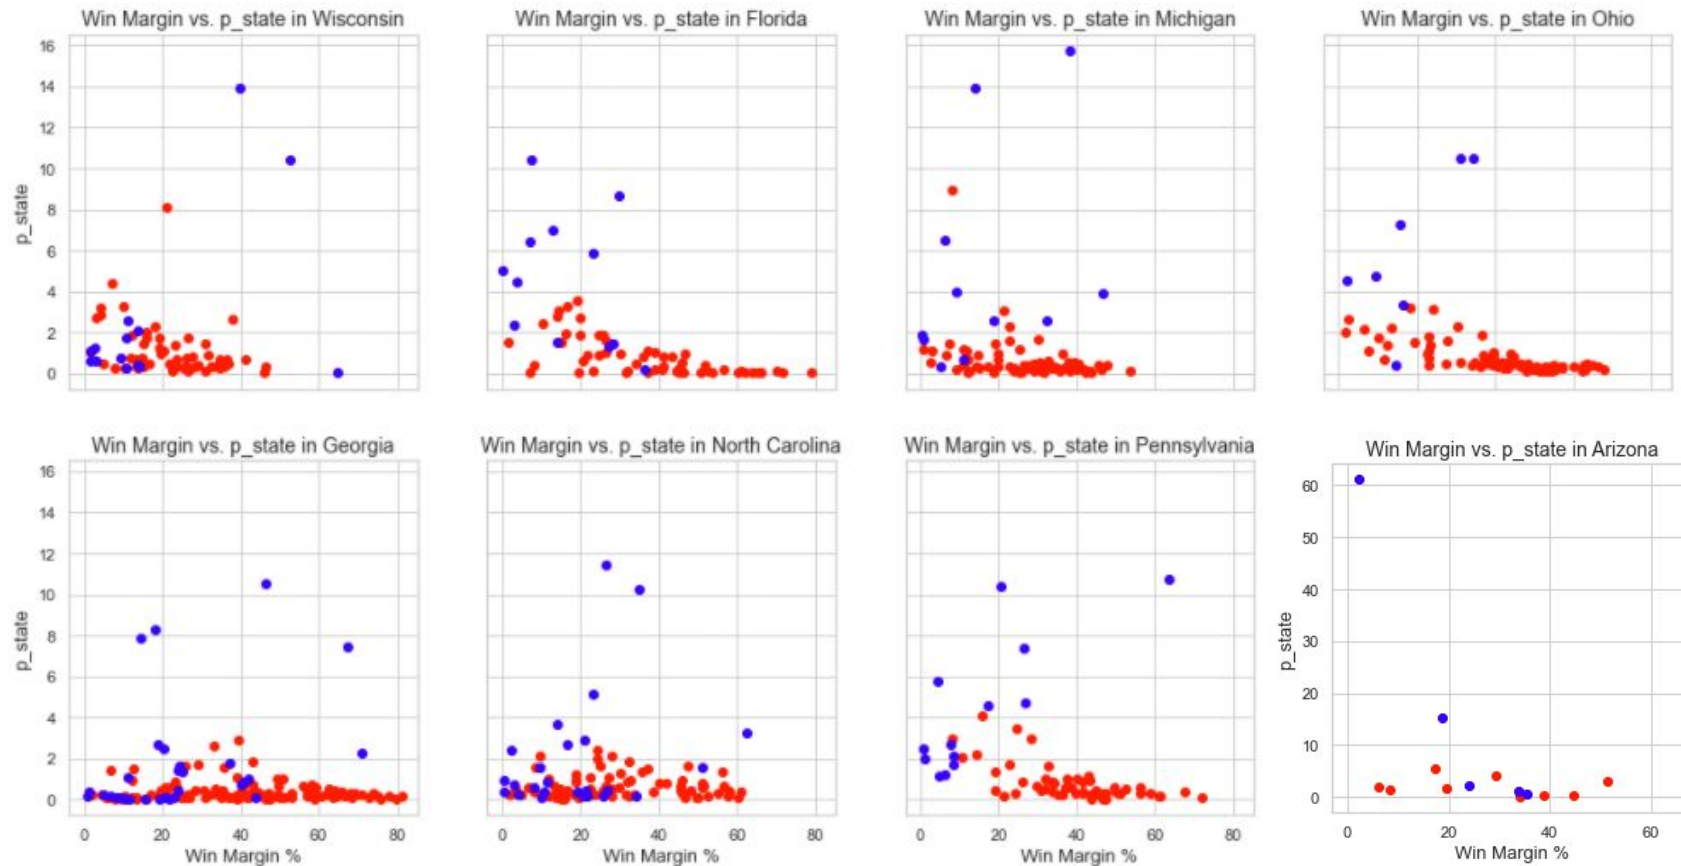 Win Margin vs. p_state in Wisconsin
Win Margin vs. p_state in Florida
Win Margin vs. p_state in Michigan
Win Margin vs. p_state in Ohio
16
14
12
10
8
6
4
2
0
p_state
Win Margin vs. p_state in Georgia
Win Margin vs. p_state in North Carolina
Win Margin vs. p_state in Pennsylvania
Win Margin vs. p_state in Arizona
16
14
12
10
8
6
4
2
0
p_state
60
50
40
30
20
10
0
p_state
0 20 40 60 80
0 20 40 60 80
0 20 40 60 80
0 20 40 60
Win Margin %
Win Margin %
Win Margin %
Win Margin %